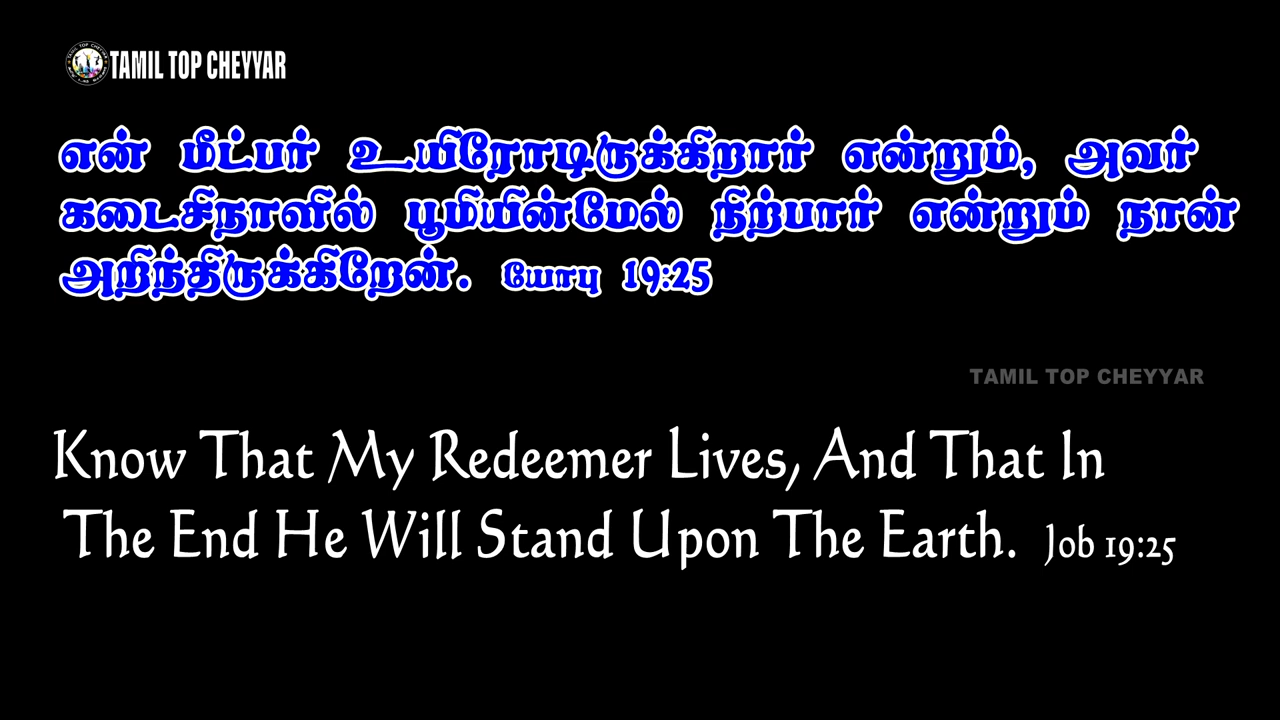 TAMIL TOP CHEYYAR
என் மீட்பர் உயிரோடிருக்கிறார் என்றும், அவர்
கடைசிநாளில் பூமியின்மேல் நிற்பார் என்றும் நான்
அறிந்திருக்கிறேன். யோபு 19:25
TAMIL TOP CHEYYAR
Know That My Redeemer Lives, And That In
The End He Will Stand Upon The Earth. Job 19:25